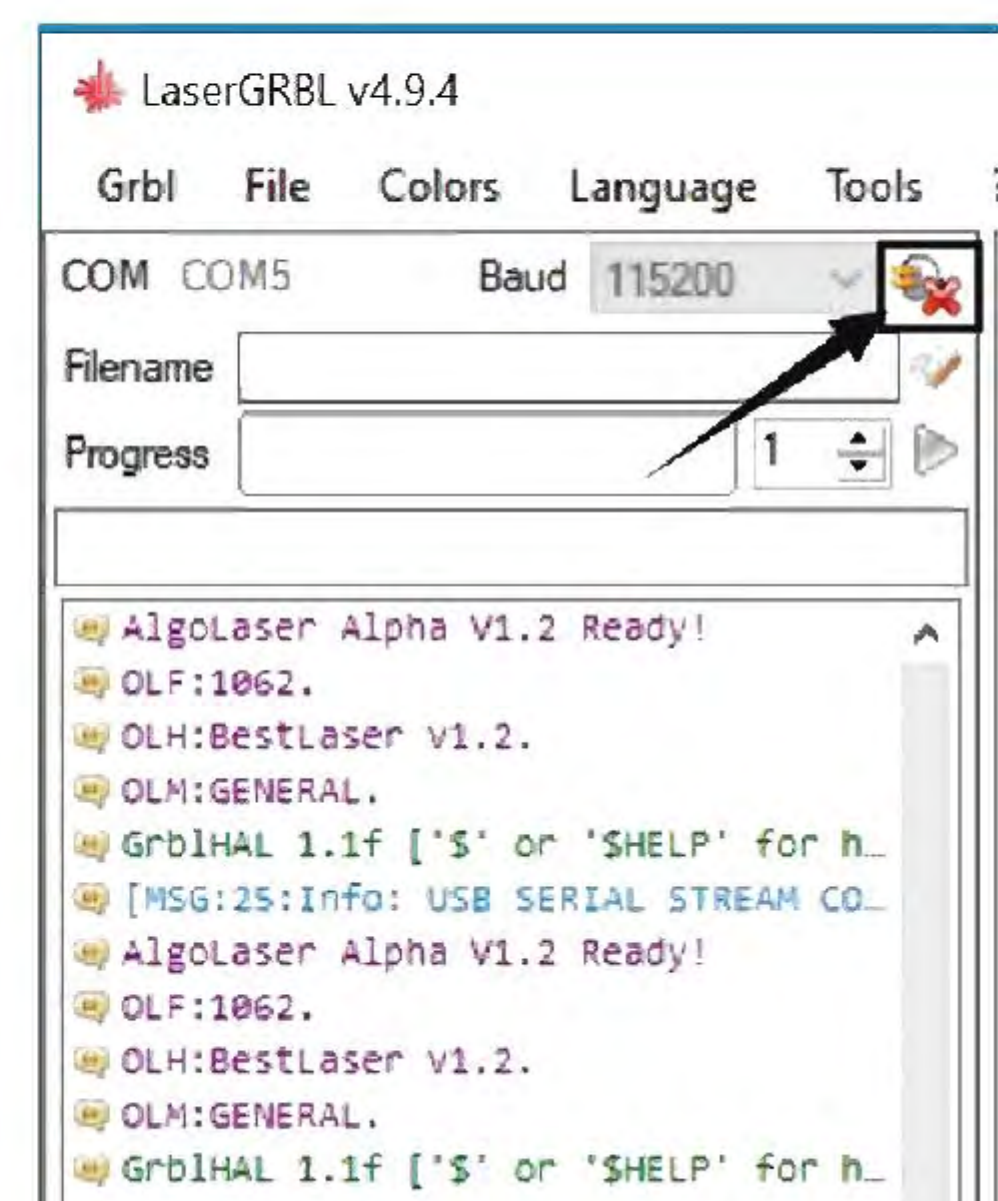 LaserGRBL v4.9.4
Grbl File Colors Language Tools
COM COM5 Baud 115200
Filename
Progress 1
AlgoLaser Alpha V1.2 Ready!
OLF:1062.
OLH:BestLaser v1.2.
OLM:GENERAL.
GrblHAL 1.1f ['$' or '$HELP' for h…
[MSG:25:Info: USB SERIAL STREAM CO…
AlgoLaser Alpha V1.2 Ready!
OLF:1062.
OLH:BestLaser v1.2.
OLM:GENERAL.
GrblHAL 1.1f ['$' or '$HELP' for h…